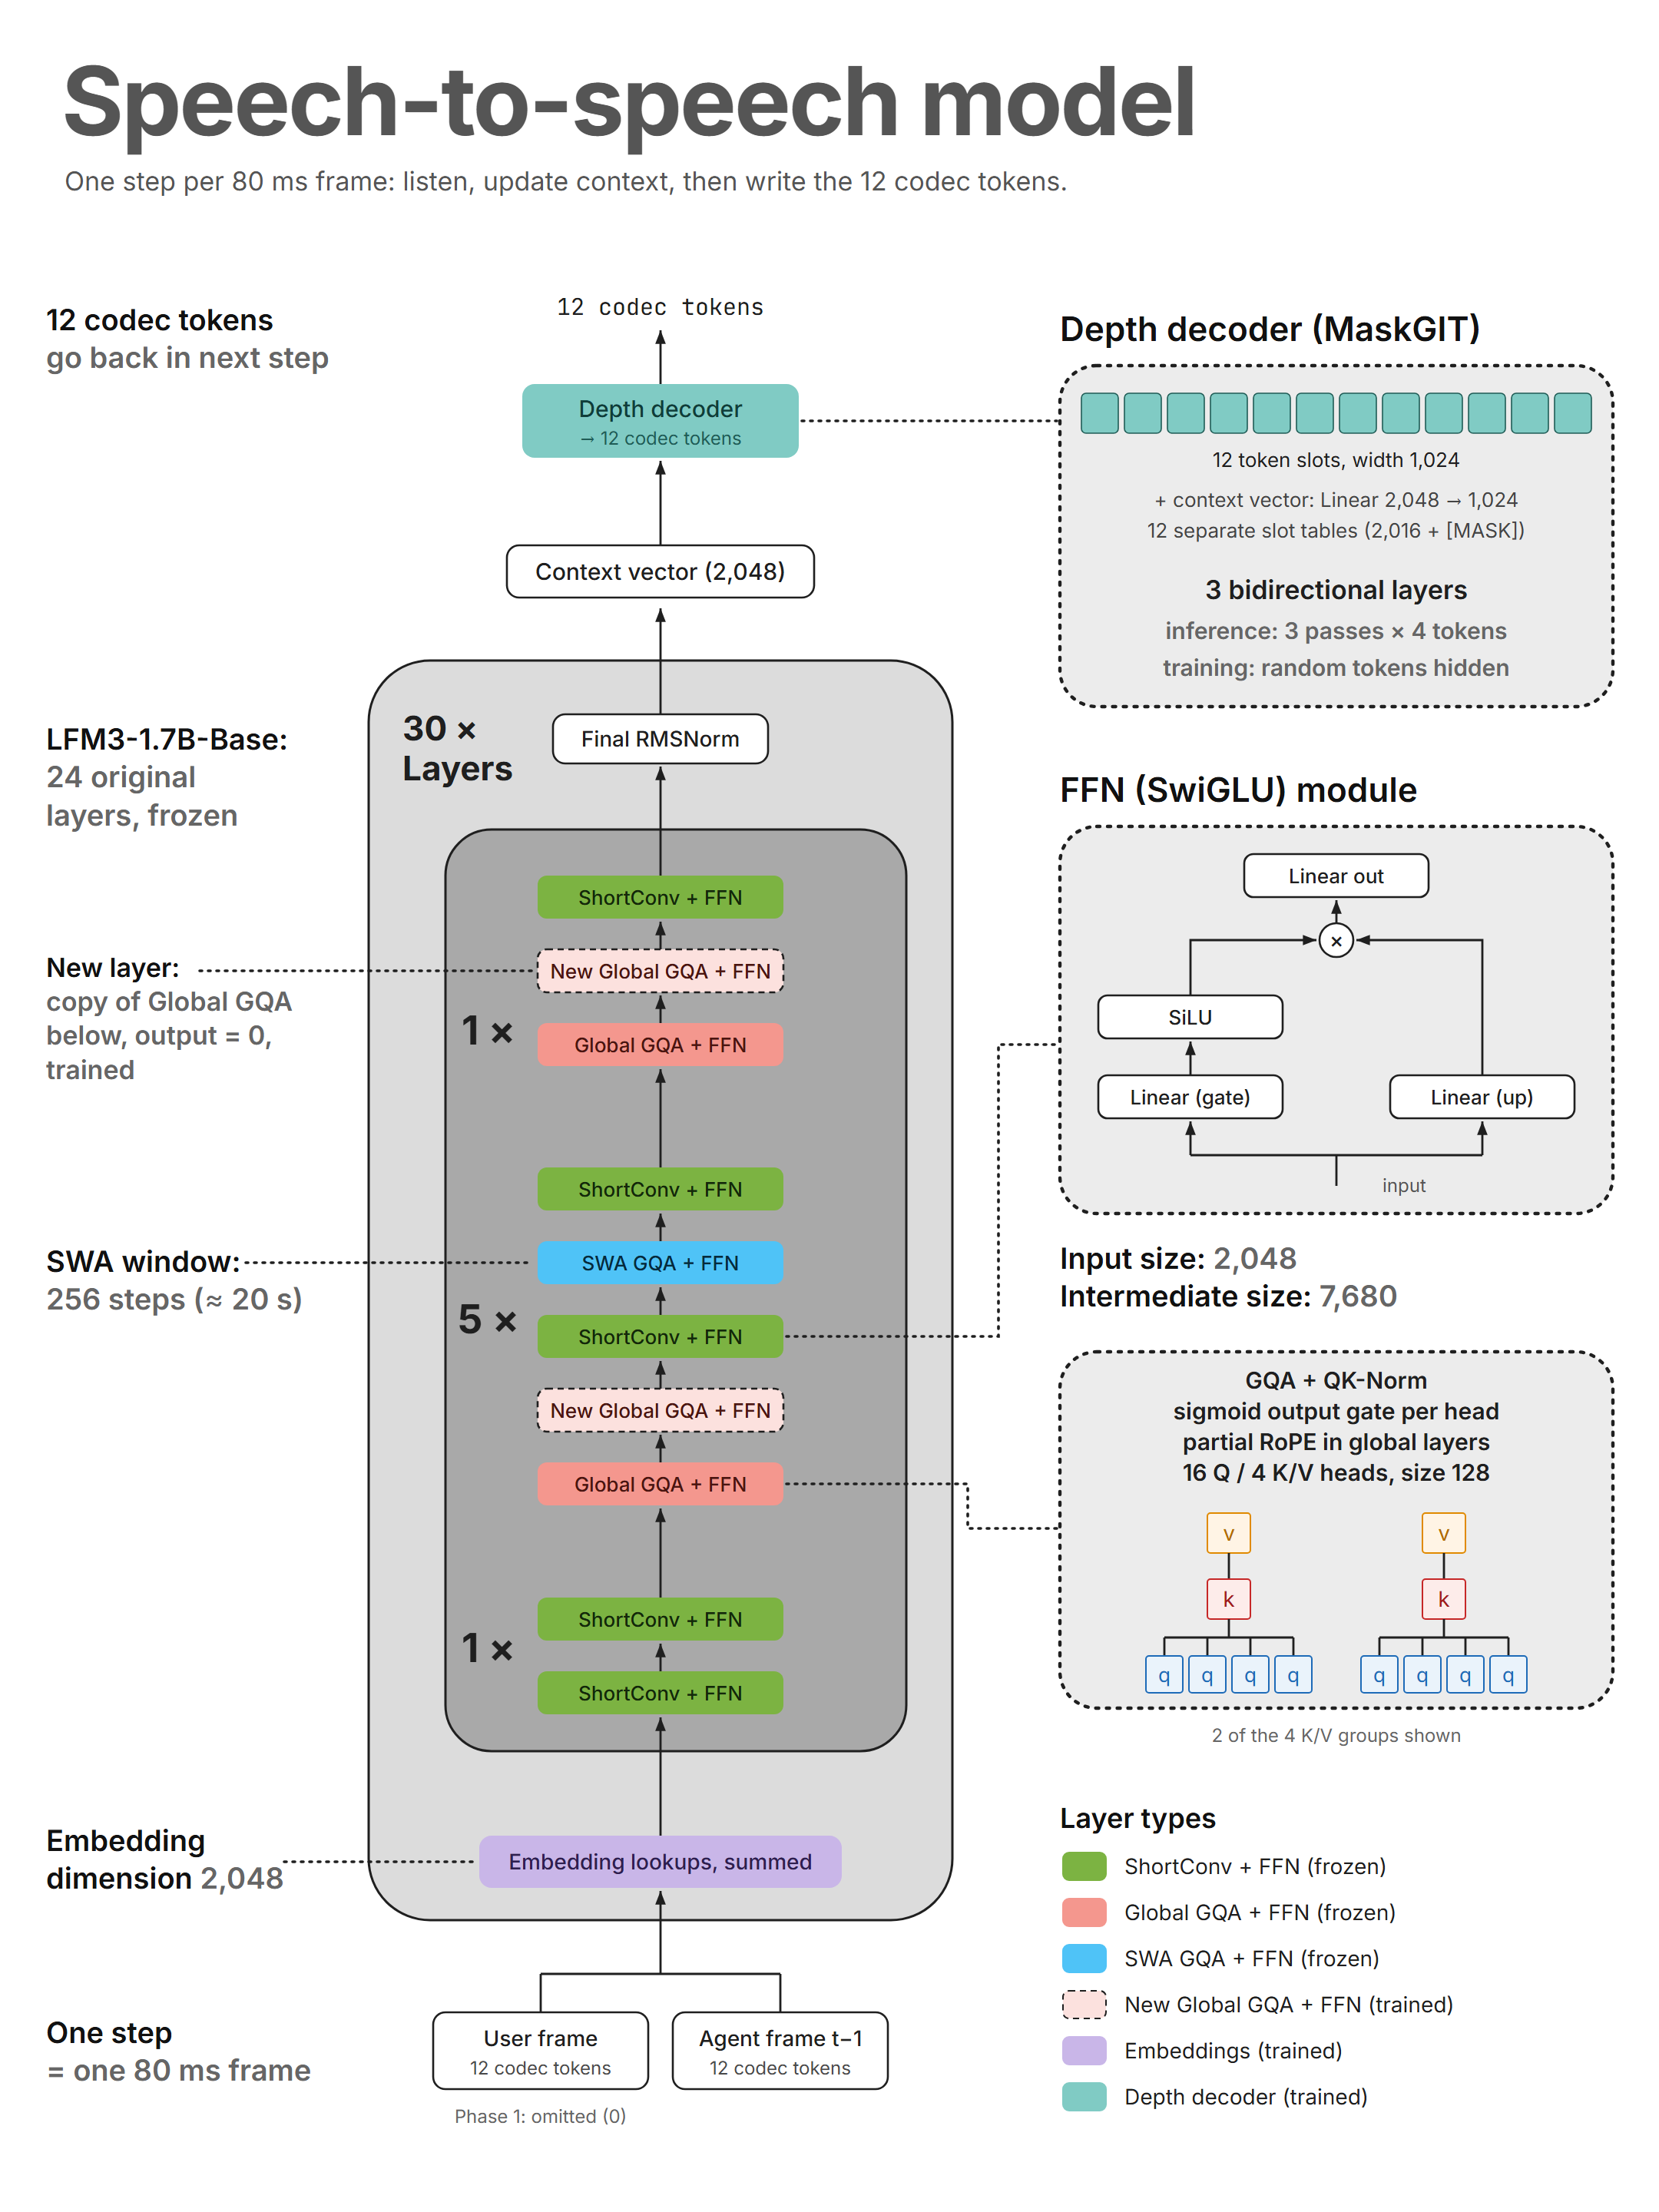 Speech-to-speech model
One step per 80 ms frame: listen, update context, then write the 12 codec tokens.
12 codec tokens
go back in next step
12 codec tokens
Depth decoder
→ 12 codec tokens
Context vector (2,048)
LFM3-1.7B-Base:
24 original
layers, frozen
30 ×
Layers
Final RMSNorm
ShortConv + FFN
New layer:
copy of Global GQA
below, output = 0,
trained
New Global GQA + FFN
1 ×
Global GQA + FFN
ShortConv + FFN
SWA window:
256 steps (≈ 20 s)
SWA GQA + FFN
5 ×
ShortConv + FFN
New Global GQA + FFN
Global GQA + FFN
ShortConv + FFN
1 ×
ShortConv + FFN
Embedding
dimension 2,048
Embedding lookups, summed
One step
= one 80 ms frame
User frame
12 codec tokens
Agent frame t−1
12 codec tokens
Phase 1: omitted (0)
Depth decoder (MaskGIT)
12 token slots, width 1,024
+ context vector: Linear 2,048 → 1,024
12 separate slot tables (2,016 + [MASK])
3 bidirectional layers
inference: 3 passes × 4 tokens
training: random tokens hidden
FFN (SwiGLU) module
Linear out
×
SiLU
Linear (gate)
Linear (up)
input
Input size: 2,048
Intermediate size: 7,680
GQA + QK-Norm
sigmoid output gate per head
partial RoPE in global layers
16 Q / 4 K/V heads, size 128
v v
k k
q q q q q q q q
2 of the 4 K/V groups shown
Layer types
ShortConv + FFN (frozen)
Global GQA + FFN (frozen)
SWA GQA + FFN (frozen)
New Global GQA + FFN (trained)
Embeddings (trained)
Depth decoder (trained)